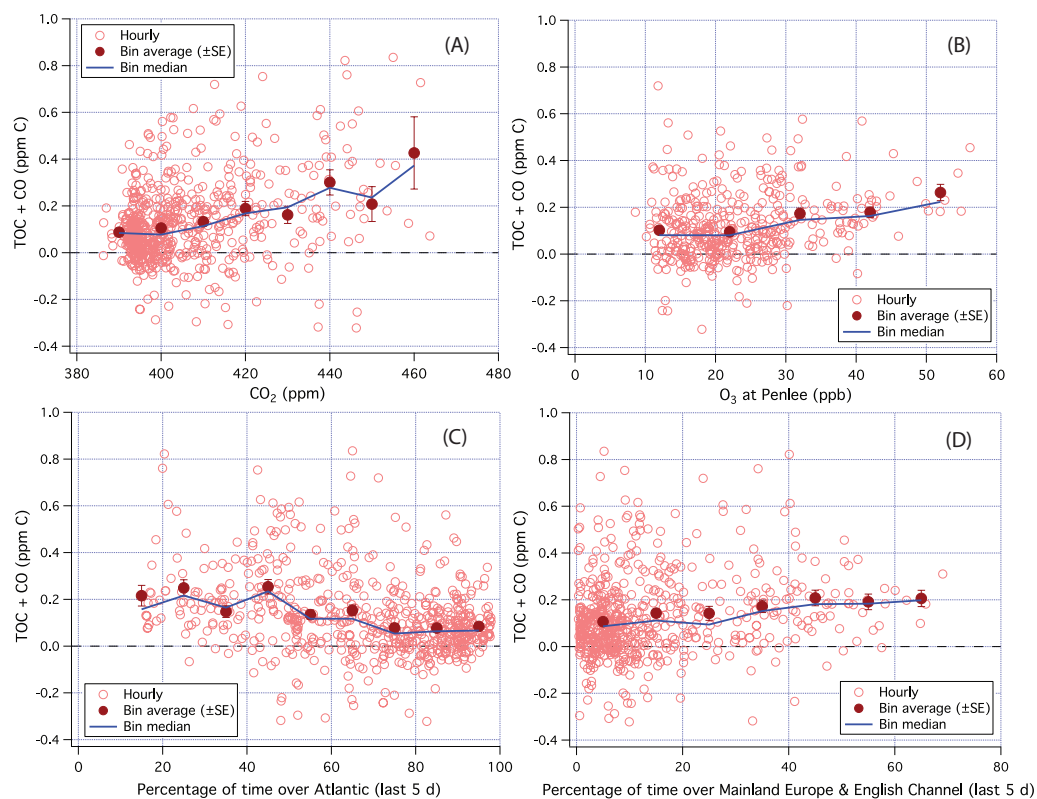 (A)
Hourly
Bin average (±SE)
Bin median
TOC + CO (ppm C)
1.0
0.8
0.6
0.4
0.2
0.0
-0.2
-0.4
380 400 420 440 460 480
CO₂ (ppm)
(B)
Hourly
Bin average (±SE)
Bin median
TOC + CO (ppm C)
1.0
0.8
0.6
0.4
0.2
0.0
-0.2
-0.4
0 10 20 30 40 50 60
O₃ at Penlee (ppb)
(C)
Hourly
Bin average (±SE)
Bin median
TOC + CO (ppm C)
1.0
0.8
0.6
0.4
0.2
0.0
-0.2
-0.4
0 20 40 60 80 100
Percentage of time over Atlantic (last 5 d)
(D)
Hourly
Bin average (±SE)
Bin median
TOC + CO (ppm C)
1.0
0.8
0.6
0.4
0.2
0.0
-0.2
-0.4
0 20 40 60 80
Percentage of time over Mainland Europe & English Channel (last 5 d)